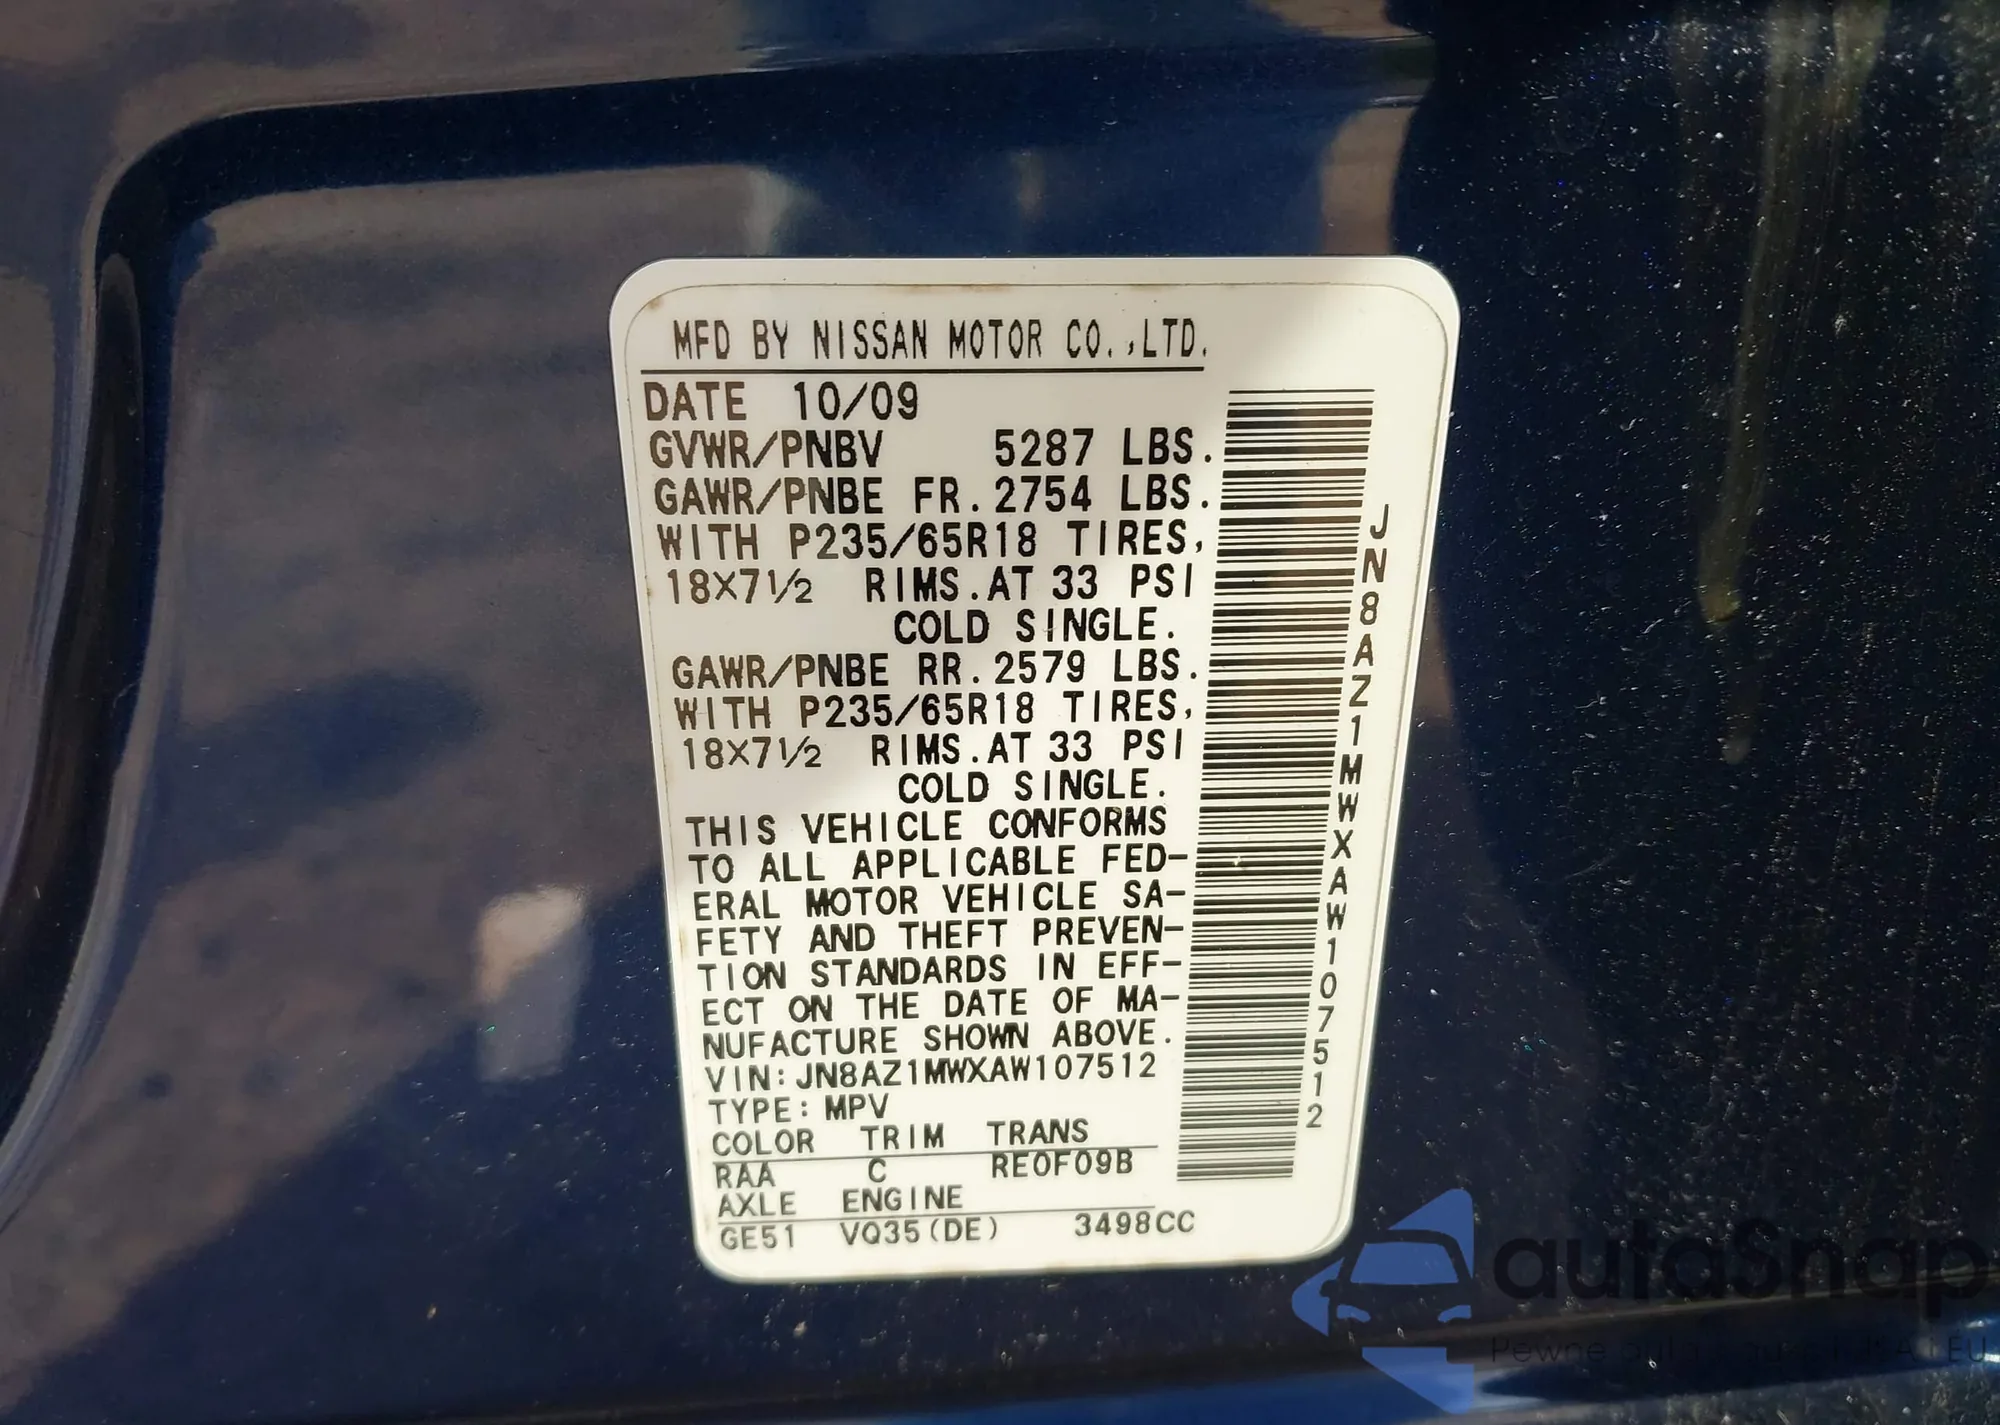 MFD BY NISSAN MOTOR CO.,LTD.
DATE 10/09
GVWR/PNBV 5287 LBS.
GAWR/PNBE FR.2754 LBS.
WITH P235/65R18 TIRES,
18×7½ RIMS.AT 33 PSI
COLD SINGLE.
GAWR/PNBE RR.2579 LBS.
WITH P235/65R18 TIRES,
18×7½ RIMS.AT 33 PSI
COLD SINGLE.
THIS VEHICLE CONFORMS
TO ALL APPLICABLE FED-
ERAL MOTOR VEHICLE SA-
FETY AND THEFT PREVEN-
TION STANDARDS IN EFF-
ECT ON THE DATE OF MA-
NUFACTURE SHOWN ABOVE.
VIN:JN8AZ1MWXAW107512
TYPE:MPV
COLOR TRIM TRANS
RAA C RE0F09B
AXLE ENGINE
GE51 VQ35(DE) 3498CC
JN8AZ1MWXAW107512
autaSnap
Pewne auta